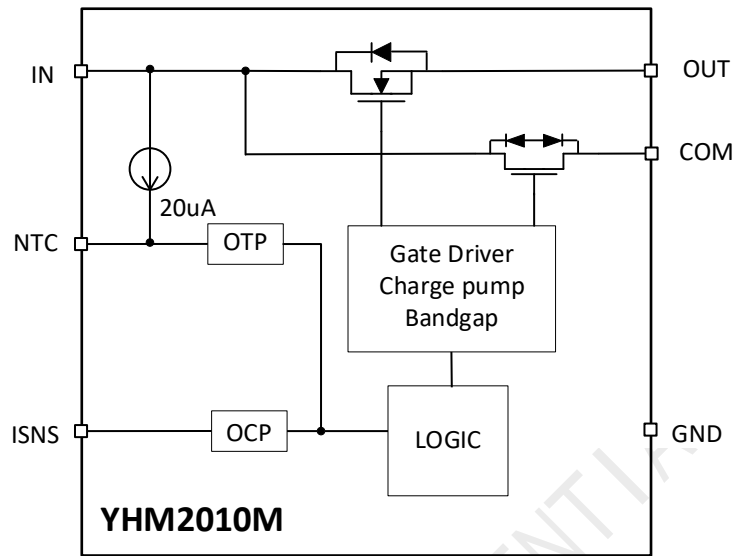 IN
OUT
COM
20uA
NTC
OTP
Gate Driver
Charge pump
Bandgap
ISNS
OCP
LOGIC
GND
YHM2010M